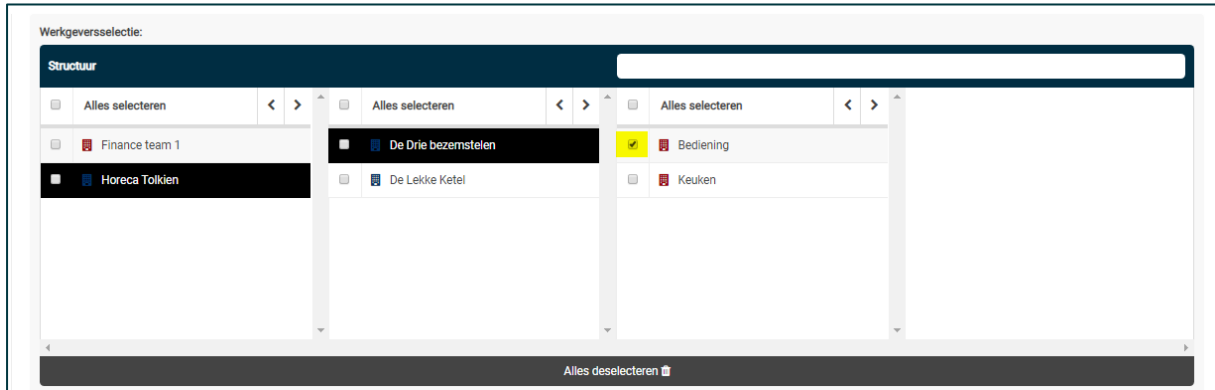 Werkgeversselectie:
Structuur
Alles selecteren
Finance team 1
Horeca Tolkien
Alles selecteren
De Drie bezemstelen
De Lekke Ketel
Alles selecteren
Bediening
Keuken
Alles deselecteren